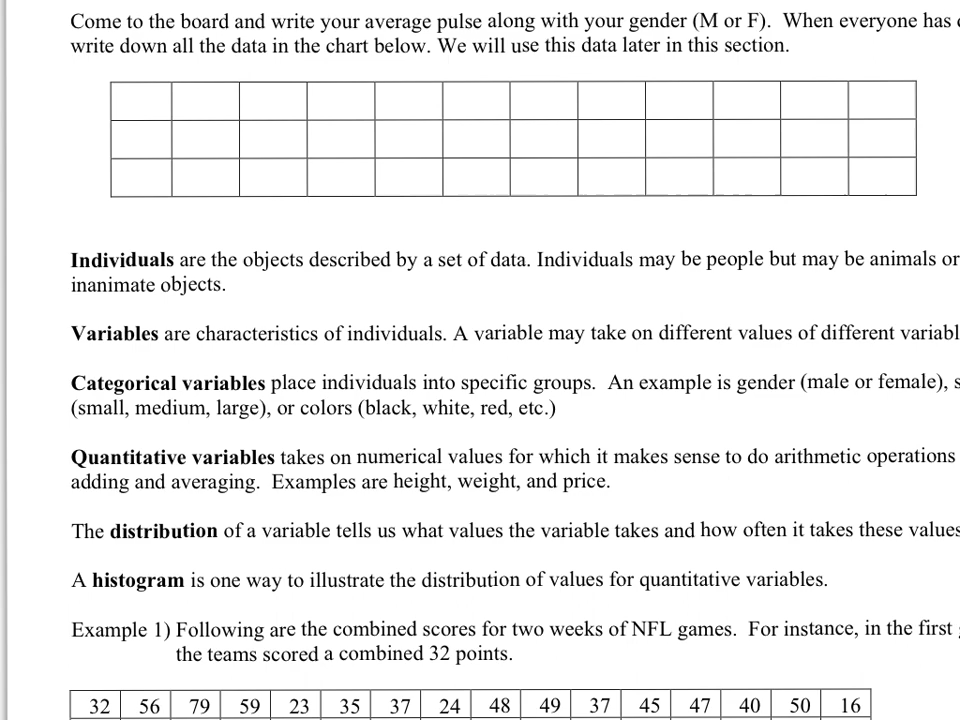 Come to the board and write your average pulse along with your gender (M or F).  When everyone has
write down all the data in the chart below. We will use this data later in this section.
Individuals are the objects described by a set of data. Individuals may be people but may be animals or
inanimate objects.
Variables are characteristics of individuals. A variable may take on different values of different
Categorical variables place individuals into specific groups.  An example is gender (male or female),
(small, medium, large), or colors (black, white, red, etc.)
Quantitative variables takes on numerical values for which it makes sense to do arithmetic operations
adding and averaging.  Examples are height, weight, and price.
The distribution of a variable tells us what values the variable takes and how often it takes these values
A histogram is one way to illustrate the distribution of values for quantitative variables.
Example 1) Following are the combined scores for two weeks of NFL games.  For instance, in the first
the teams scored a combined 32 points.
32 56 79 59 23 35 37 24 48 49 37 45 47 40 50 16